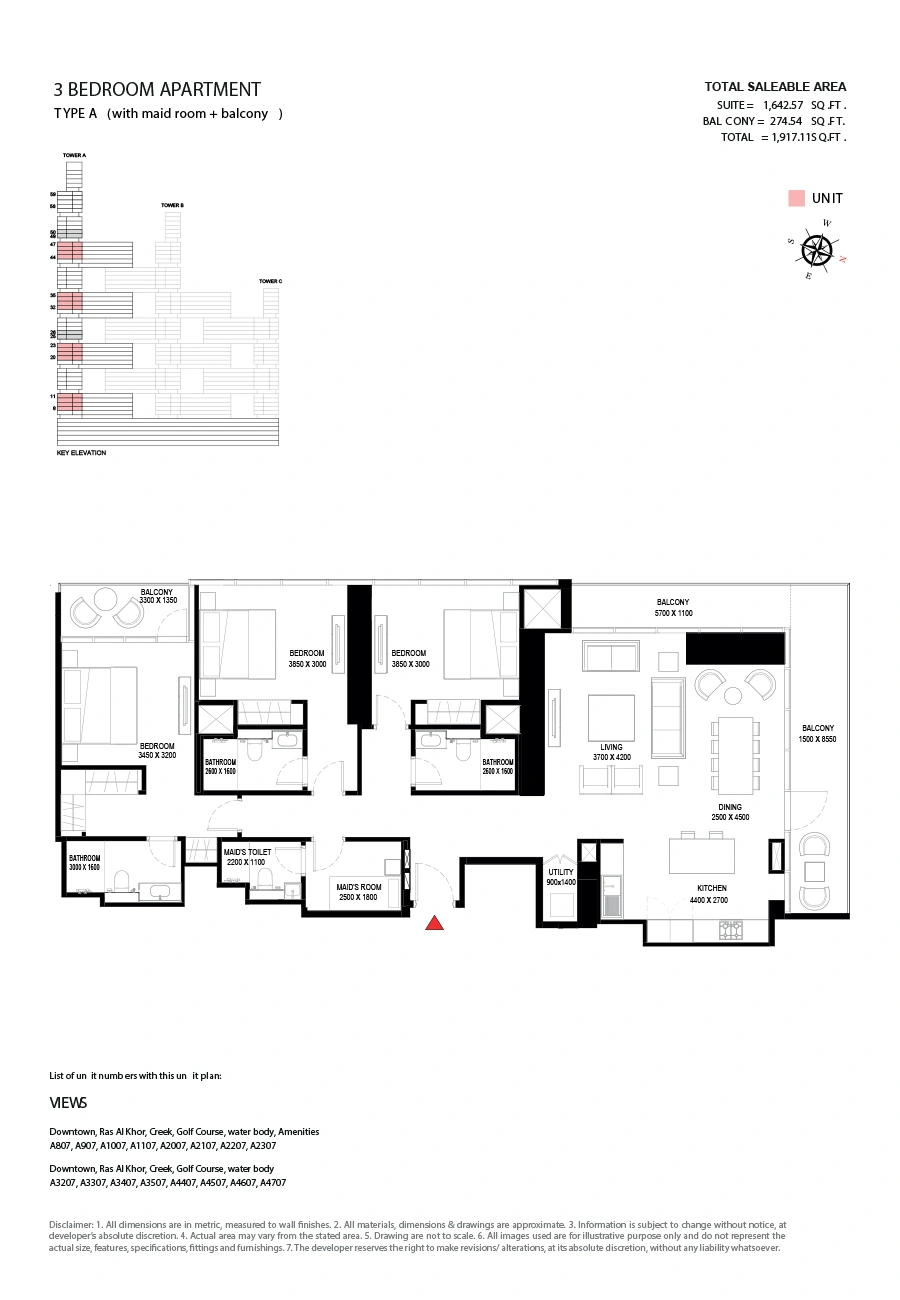 3 BEDROOM APARTMENT
TYPE A (with maid room + balcony )
TOTAL SALEABLE AREA
SUITE = 1,642.57 SQ .FT .
BAL CONY = 274.54 SQ .FT.
TOTAL = 1,917.11S Q.FT .
UNIT
W
S
N
E
TOWER A
TOWER B
TOWER C
59
56
50
49
47
44
35
32
23
20
11
8
KEY ELEVATION
BALCONY
3300 X 1350
BEDROOM
3850 X 3000
BEDROOM
3850 X 3000
BALCONY
5700 X 1100
BEDROOM
3450 X 3200
BATHROOM
2600 X 1600
BATHROOM
2600 X 1600
LIVING
3700 X 4200
BALCONY
1500 X 8550
DINING
2500 X 4500
BATHROOM
3000 X 1600
MAID'S TOILET
2200 X 1100
MAID'S ROOM
2500 X 1800
UTILITY
900x1400
KITCHEN
4400 X 2700
List of un it numbers with this un it plan:
VIEWS
Downtown, Ras Al Khor, Creek, Golf Course, water body, Amenities
A807, A907, A1007, A1107, A2007, A2107, A2207, A2307
Downtown, Ras Al Khor, Creek, Golf Course, water body
A3207, A3307, A3407, A3507, A4407, A4507, A4607, A4707
Disclaimer: 1. All dimensions are in metric, measured to wall finishes. 2. All materials, dimensions & drawings are approximate. 3. Information is subject to change without notice, at
developer's absolute discretion. 4. Actual area may vary from the stated area. 5. Drawing are not to scale. 6. All images used are for illustrative purpose only and do not represent the
actual size, features, specifications, fittings and furnishings. 7. The developer reserves the right to make revisions/ alterations, at its absolute discretion, without any liability whatsoever.